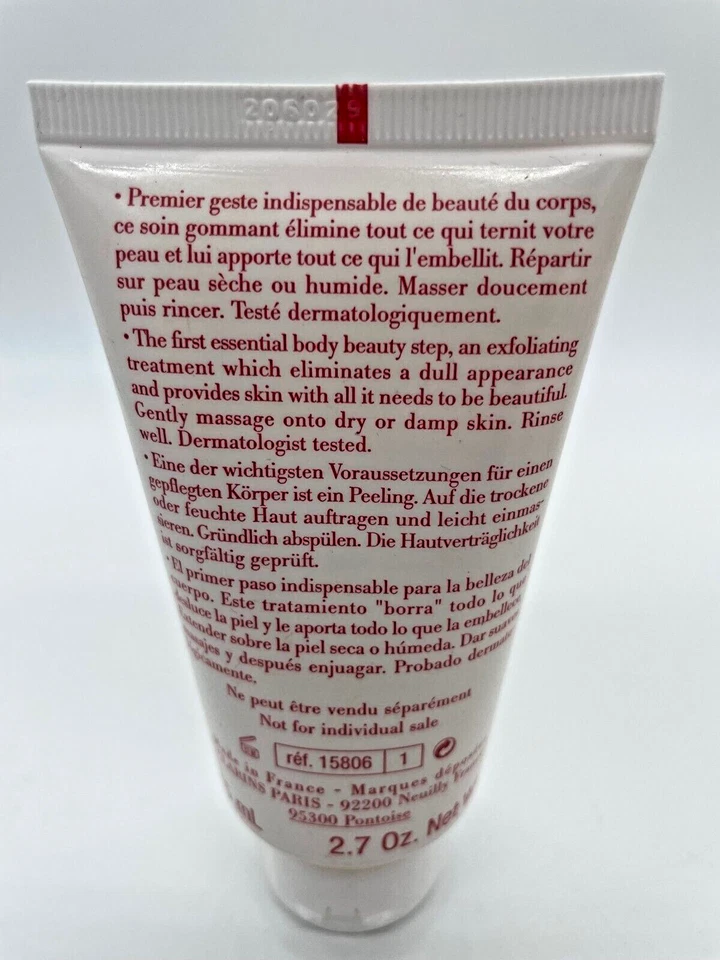 • Premier geste indispensable de beauté du corps,
ce soin gommant élimine tout ce qui ternit votre
peau et lui apporte tout ce qui l'embellit. Répartir
sur peau sèche ou humide. Masser doucement
puis rincer. Testé dermatologiquement.
• The first essential body beauty step, an exfoliating
treatment which eliminates a dull appearance
and provides skin with all it needs to be beautiful.
Gently massage onto dry or damp skin. Rinse
well. Dermatologist tested.
• Eine der wichtigsten Voraussetzungen für einen
gepflegten Körper ist ein Peeling. Auf die trockene
oder feuchte Haut auftragen und leicht einmas-
sieren. Gründlich abspülen. Die Hautverträglichkeit
ist sorgfältig geprüft.
• El primer paso indispensable para la belleza del
cuerpo. Este tratamiento "borra" todo lo que
la piel y le aporta todo lo que la embellece.
sobre la piel seca o húmeda. Dar
y después enjuagar. Probado
Ne peut être vendu séparément
Not for individual sale
réf. 15806 1
Made in France - Marques
CLARINS PARIS - 92200 Neuilly
95300 Pontoise
mL 2.7 Oz. Net